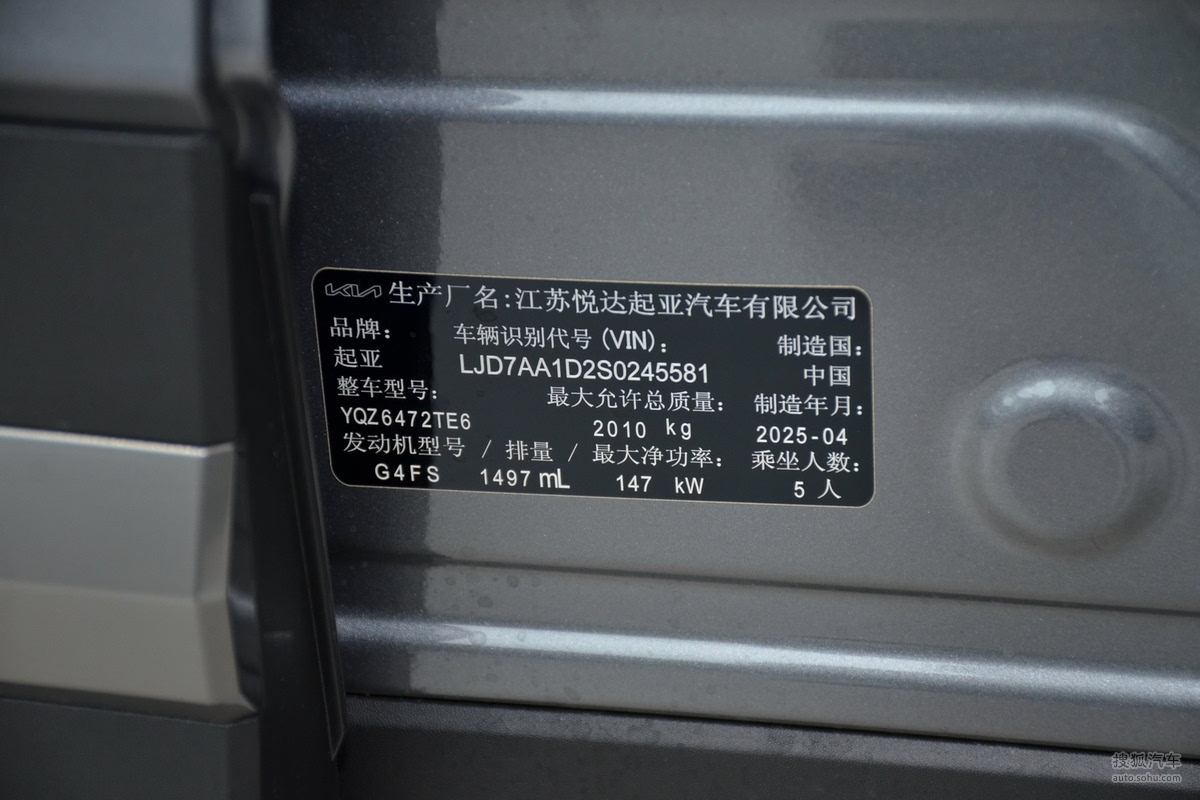 KIA 生产厂名:江苏悦达起亚汽车有限公司
品牌: 车辆识别代号(VIN): 制造国:
起亚 LJD7AA1D2S0245581 中国
整车型号: 最大允许总质量: 制造年月:
YQZ6472TE6 2010 kg 2025-04
发动机型号 / 排量 / 最大净功率: 乘坐人数:
G4FS 1497 mL 147 kW 5 人
搜狐汽车
auto.sohu.com